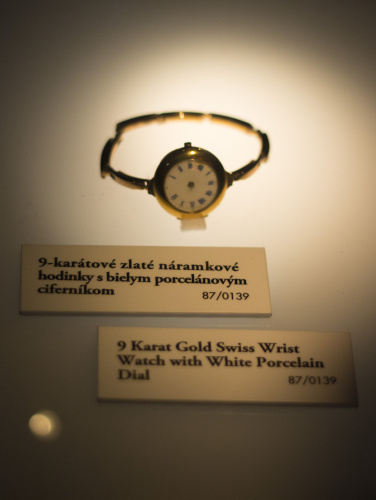 9-karátové zlaté náramkové
hodinky s bielym porcelánovým
ciferníkom 87/0139
9 Karat Gold Swiss Wrist
Watch with White Porcelain
Dial 87/0139